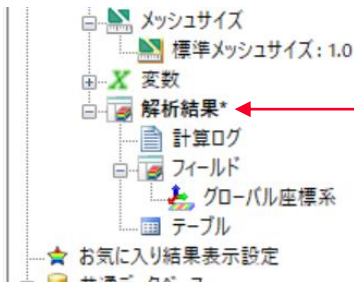 メッシュサイズ
標準メッシュサイズ : 1.0
X 変数
解析結果*
計算ログ
フィールド
グローバル座標系
テーブル
お気に入り結果表示設定